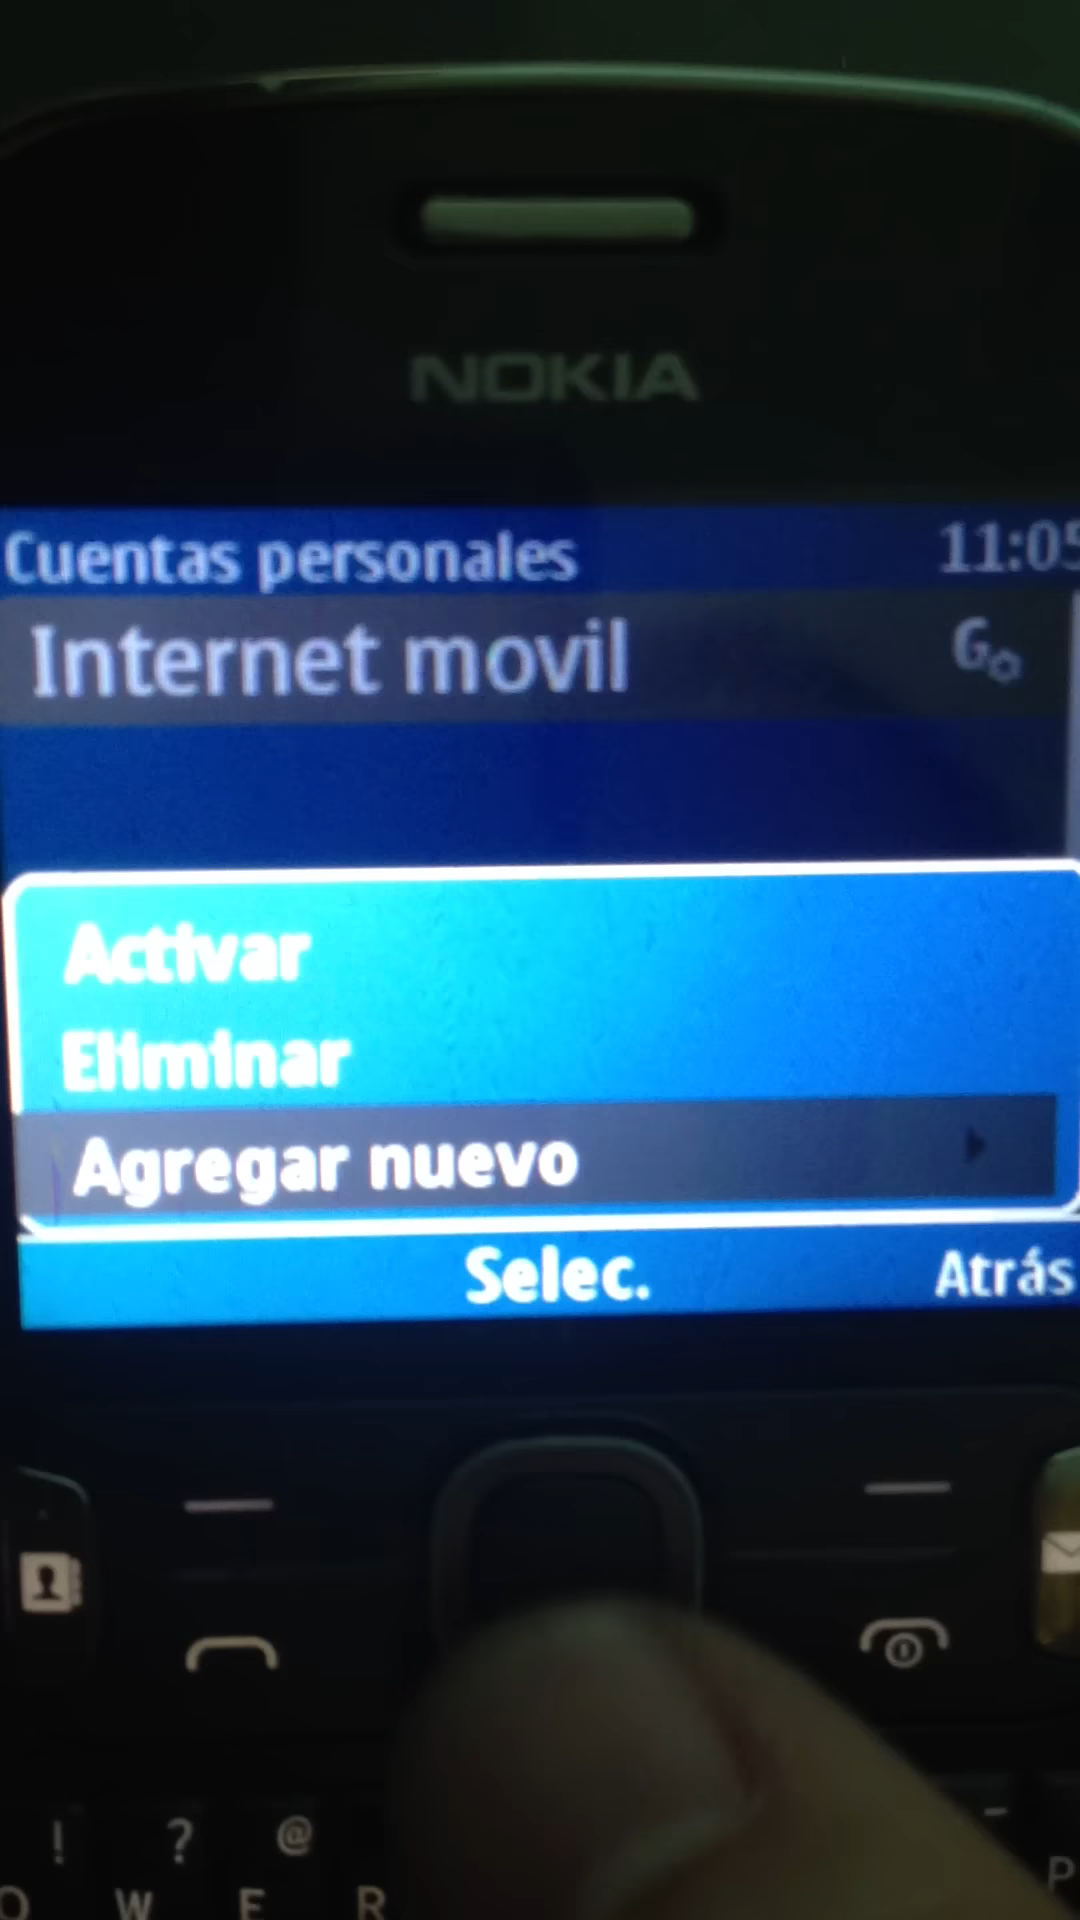 NOKIA
Cuentas personales 11:05
Internet movil G
Activar
Eliminar
Agregar nuevo
Selec. Atrás
! ? @ -
Q W E R P